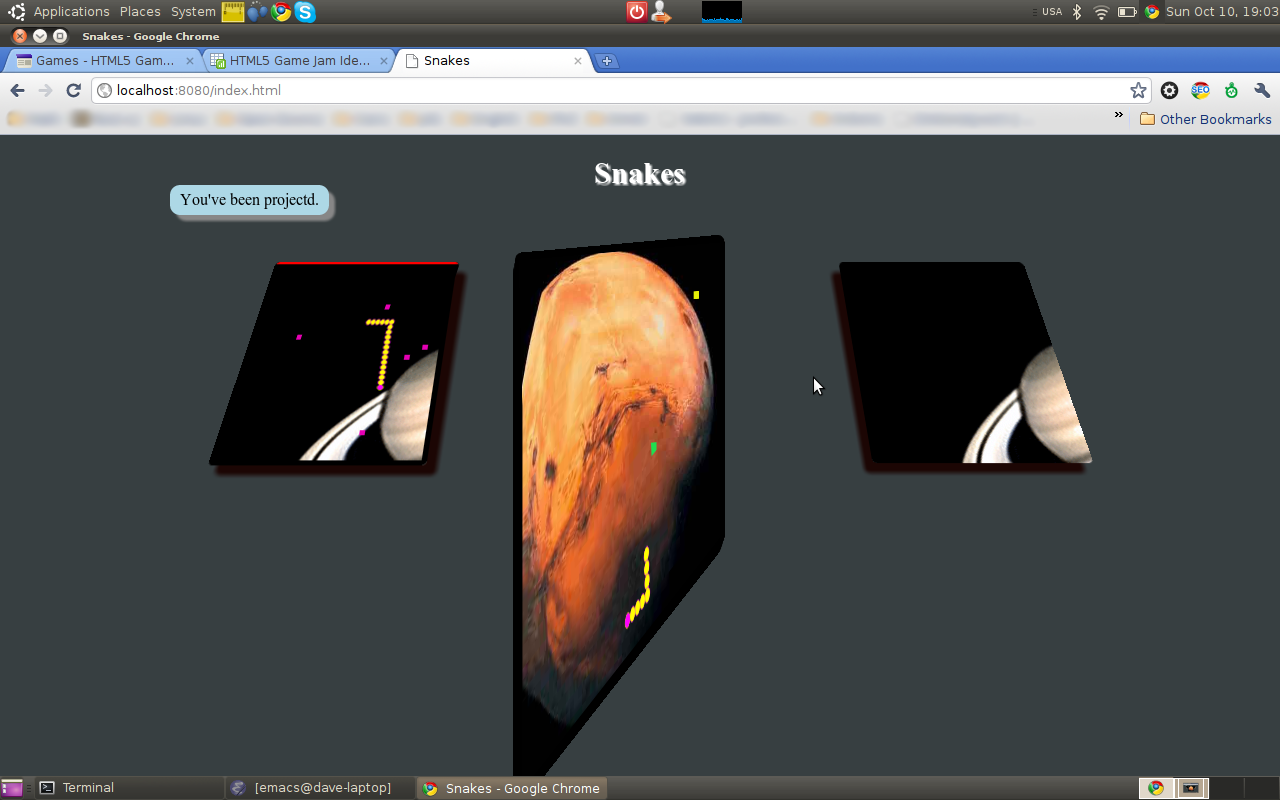 Applications Places System USA Sun Oct 10, 19:03
Snakes - Google Chrome
Games - HTML5 Gam... HTML5 Game Jam Ide... Snakes
localhost:8080/index.html SEO
» Other Bookmarks
Snakes
You've been projectd.
Terminal [emacs@dave-laptop] Snakes - Google Chrome